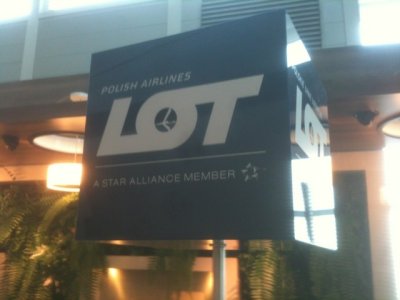 POLISH AIRLINES
LOT
A STAR ALLIANCE MEMBER